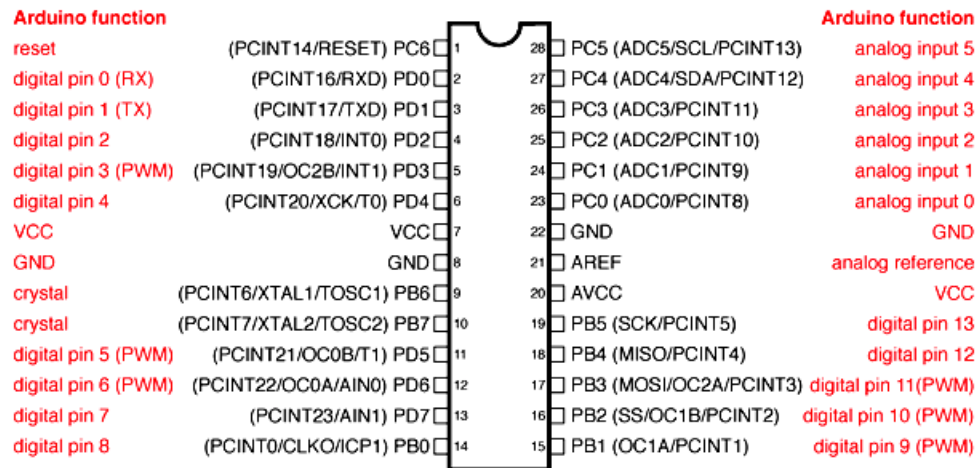 Arduino function Arduino function
reset (PCINT14/RESET) PC6 1 28 PC5 (ADC5/SCL/PCINT13) analog input 5
digital pin 0 (RX) (PCINT16/RXD) PD0 2 27 PC4 (ADC4/SDA/PCINT12) analog input 4
digital pin 1 (TX) (PCINT17/TXD) PD1 3 26 PC3 (ADC3/PCINT11) analog input 3
digital pin 2 (PCINT18/INT0) PD2 4 25 PC2 (ADC2/PCINT10) analog input 2
digital pin 3 (PWM) (PCINT19/OC2B/INT1) PD3 5 24 PC1 (ADC1/PCINT9) analog input 1
digital pin 4 (PCINT20/XCK/T0) PD4 6 23 PC0 (ADC0/PCINT8) analog input 0
VCC VCC 7 22 GND GND
GND GND 8 21 AREF analog reference
crystal (PCINT6/XTAL1/TOSC1) PB6 9 20 AVCC VCC
crystal (PCINT7/XTAL2/TOSC2) PB7 10 19 PB5 (SCK/PCINT5) digital pin 13
digital pin 5 (PWM) (PCINT21/OC0B/T1) PD5 11 18 PB4 (MISO/PCINT4) digital pin 12
digital pin 6 (PWM) (PCINT22/OC0A/AIN0) PD6 12 17 PB3 (MOSI/OC2A/PCINT3) digital pin 11(PWM)
digital pin 7 (PCINT23/AIN1) PD7 13 16 PB2 (SS/OC1B/PCINT2) digital pin 10 (PWM)
digital pin 8 (PCINT0/CLKO/ICP1) PB0 14 15 PB1 (OC1A/PCINT1) digital pin 9 (PWM)